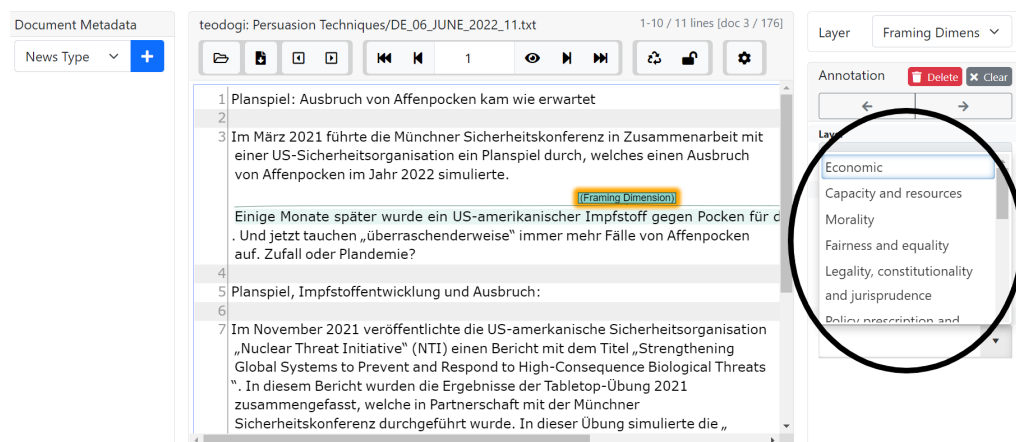 Document Metadata
News Type
+
teodogi: Persuasion Techniques/DE_06_JUNE_2022_11.txt
1-10 / 11 lines [doc 3 / 176]
1
1 Planspiel: Ausbruch von Affenpocken kam wie erwartet
2
3 Im März 2021 führte die Münchner Sicherheitskonferenz in Zusammenarbeit mit
einer US-Sicherheitsorganisation ein Planspiel durch, welches einen Ausbruch
von Affenpocken im Jahr 2022 simulierte.
(Framing Dimension)
Einige Monate später wurde ein US-amerikanischer Impfstoff gegen Pocken für d
. Und jetzt tauchen „überraschenderweise“ immer mehr Fälle von Affenpocken
auf. Zufall oder Plandemie?
4
5 Planspiel, Impfstoffentwicklung und Ausbruch:
6
7 Im November 2021 veröffentlichte die US-amerkanische Sicherheitsorganisation
„Nuclear Threat Initiative“ (NTI) einen Bericht mit dem Titel „Strengthening
Global Systems to Prevent and Respond to High-Consequence Biological Threats
“. In diesem Bericht wurden die Ergebnisse der Tabletop-Übung 2021
zusammengefasst, welche in Partnerschaft mit der Münchner
Sicherheitskonferenz durchgeführt wurde. In dieser Übung simulierte die „
Layer
Framing Dimens
Annotation
Delete
Clear
Layer
Economic
Capacity and resources
Morality
Fairness and equality
Legality, constitutionality
and jurisprudence
Policy prescription and